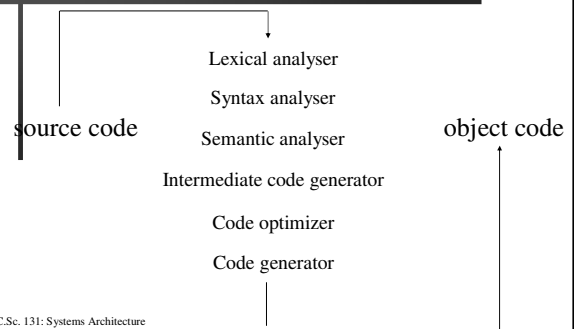 Lexical analyser
Syntax analyser
source code
object code
Semantic analyser
Intermediate code generator
Code optimizer
Code generator
C.Sc. 131: Systems Architecture